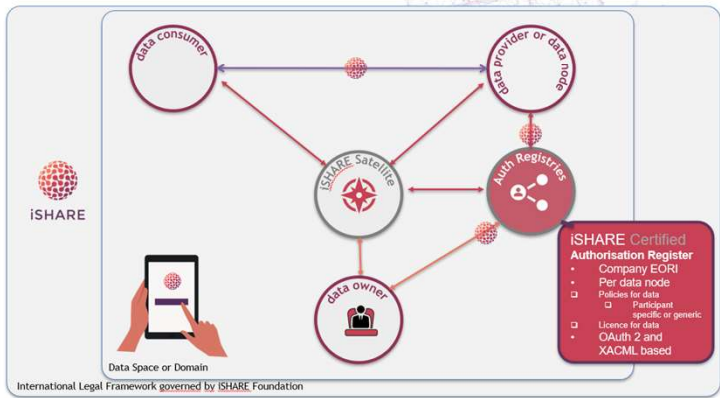 data consumer
data provider or data node
iSHARE Satellite
Auth Registries
iSHARE
data owner
iSHARE Certified
Authorisation Register
• Company EORI
• Per data node
❑ Policies for data
❑ Participant
specific or generic
❑ Licence for data
• OAuth 2 and
XACML based
Data Space or Domain
International Legal Framework governed by iSHARE Foundation